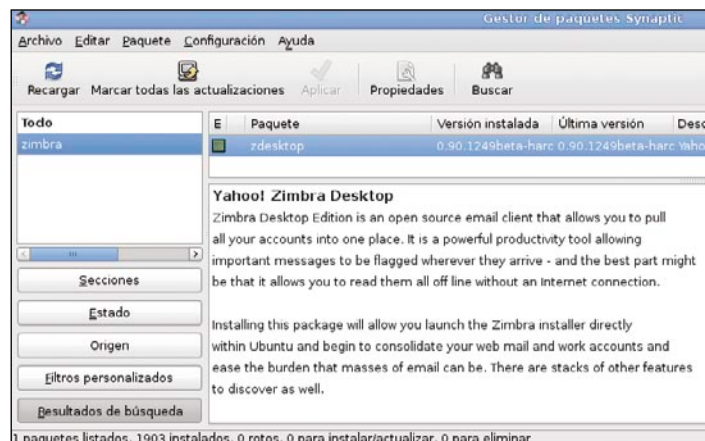 Gestor de paquetes Synaptic
Archivo Editar Paquete Configuración Ayuda
Recargar Marcar todas las actualizaciones Aplicar Propiedades Buscar
Todo
zimbra
E Paquete Versión instalada Última versión Desc
zdesktop 0.90.1249beta-harc 0.90.1249beta-harc Yaho
Yahoo! Zimbra Desktop
Zimbra Desktop Edition is an open source email client that allows you to pull
all your accounts into one place. It is a powerful productivity tool allowing
important messages to be flagged wherever they arrive - and the best part might
be that it allows you to read them all off line without an Internet connection.
Installing this package will allow you launch the Zimbra installer directly
within Ubuntu and begin to consolidate your web mail and work accounts and
ease the burden that masses of email can be. There are stacks of other features
to discover as well.
Secciones
Estado
Origen
Filtros personalizados
Resultados de búsqueda
1 paquetes listados, 1903 instalados, 0 rotos, 0 para instalar/actualizar, 0 para eliminar